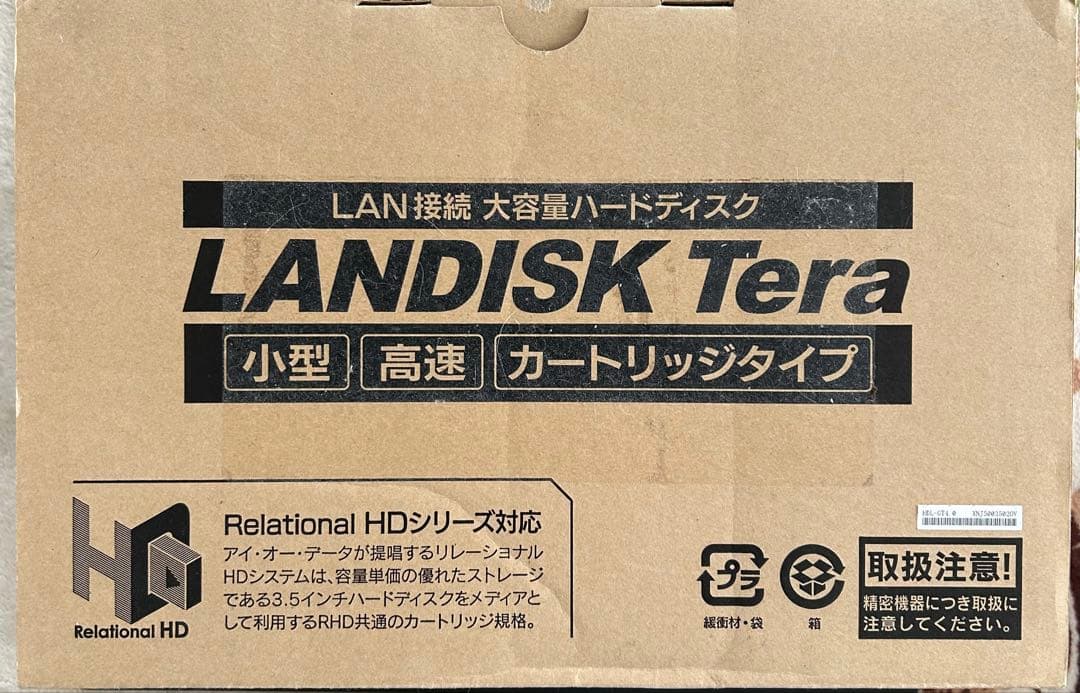 LAN接続 大容量ハードディスク
LANDISK Tera
小型 高速 カートリッジタイプ
Relational HD
Relational HDシリーズ対応
アイ・オー・データが提唱するリレーショナル
HDシステムは、容量単価の優れたストレージ
である3.5インチハードディスクをメディアと
して利用するRHD共通のカートリッジ規格。
HDL-GT4.0
プラ
緩衝材・袋
箱
取扱注意!
精密機器につき取扱に
注意してください。